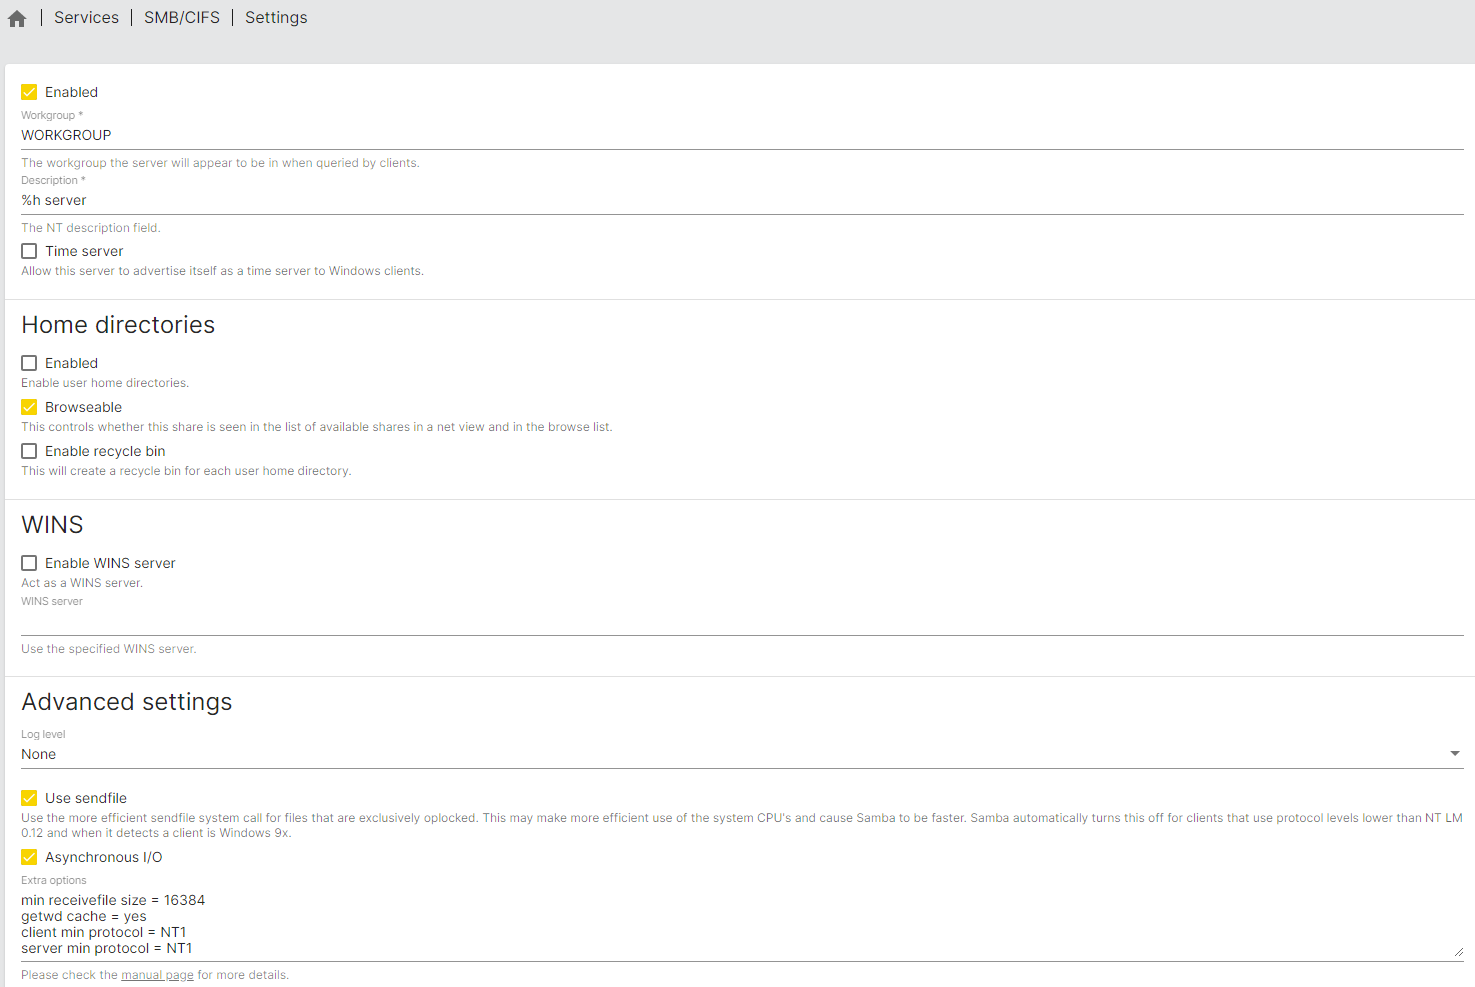 Services | SMB/CIFS | Settings
Enabled
Workgroup *
WORKGROUP
The workgroup the server will appear to be in when queried by clients.
Description *
%h server
The NT description field.
Time server
Allow this server to advertise itself as a time server to Windows clients.
Home directories
Enabled
Enable user home directories.
Browseable
This controls whether this share is seen in the list of available shares in a net view and in the browse list.
Enable recycle bin
This will create a recycle bin for each user home directory.
WINS
Enable WINS server
Act as a WINS server.
WINS server
Use the specified WINS server.
Advanced settings
Log level
None
Use sendfile
Use the more efficient sendfile system call for files that are exclusively oplocked. This may make more efficient use of the system CPU's and cause Samba to be faster. Samba automatically turns this off for clients that use protocol levels lower than NT LM
0.12 and when it detects a client is Windows 9x.
Asynchronous I/O
Extra options
min receivefile size = 16384
getwd cache = yes
client min protocol = NT1
server min protocol = NT1
Please check the manual page for more details.